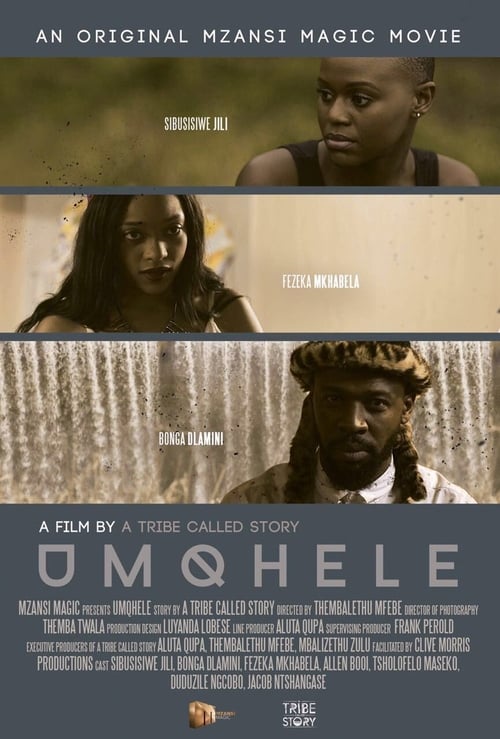 AN ORIGINAL MZANSI MAGIC MOVIE
SIBUSISIWE JILI
FEZEKA MKHABELA
BONGA DLAMINI
A FILM BY A TRIBE CALLED STORY
UMQHELE
MZANSI MAGIC PRESENTS UMQHELE STORY BY A TRIBE CALLED STORY DIRECTED BY THEMBALETHU MFEBE DIRECTOR OF PHOTOGRAPHY
THEMBA TWALA PRODUCTION DESIGN LUYANDA LOBESE LINE PRODUCER ALUTA QUPA SUPERVISING PRODUCER FRANK PEROLD
EXECUTIVE PRODUCERS OF A TRIBE CALLED STORY ALUTA QUPA, THEMBALETHU MFEBE, MBALIZETHU ZULU FACILITATED BY CLIVE MORRIS
PRODUCTIONS CAST SIBUSISIWE JILI, BONGA DLAMINI, FEZEKA MKHABELA, ALLEN BOOI, TSHOLOFELO MASEKO,
DUDUZILE NGCOBO, JACOB NTSHANGASE
MZANSI
MAGIC
TRIBE
STORY